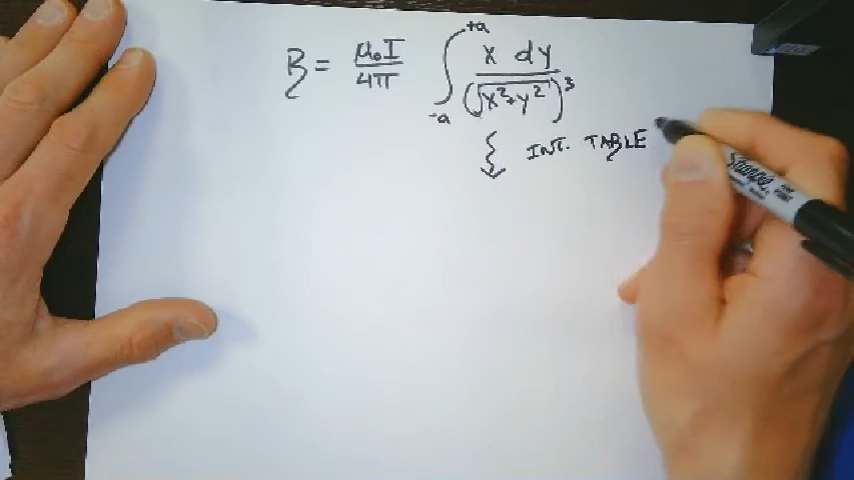 B = μ₀I / 4π ∫₋ₐ⁺ᵃ x dy / (√x²+y²)³
INT. TABLE
Sharpie